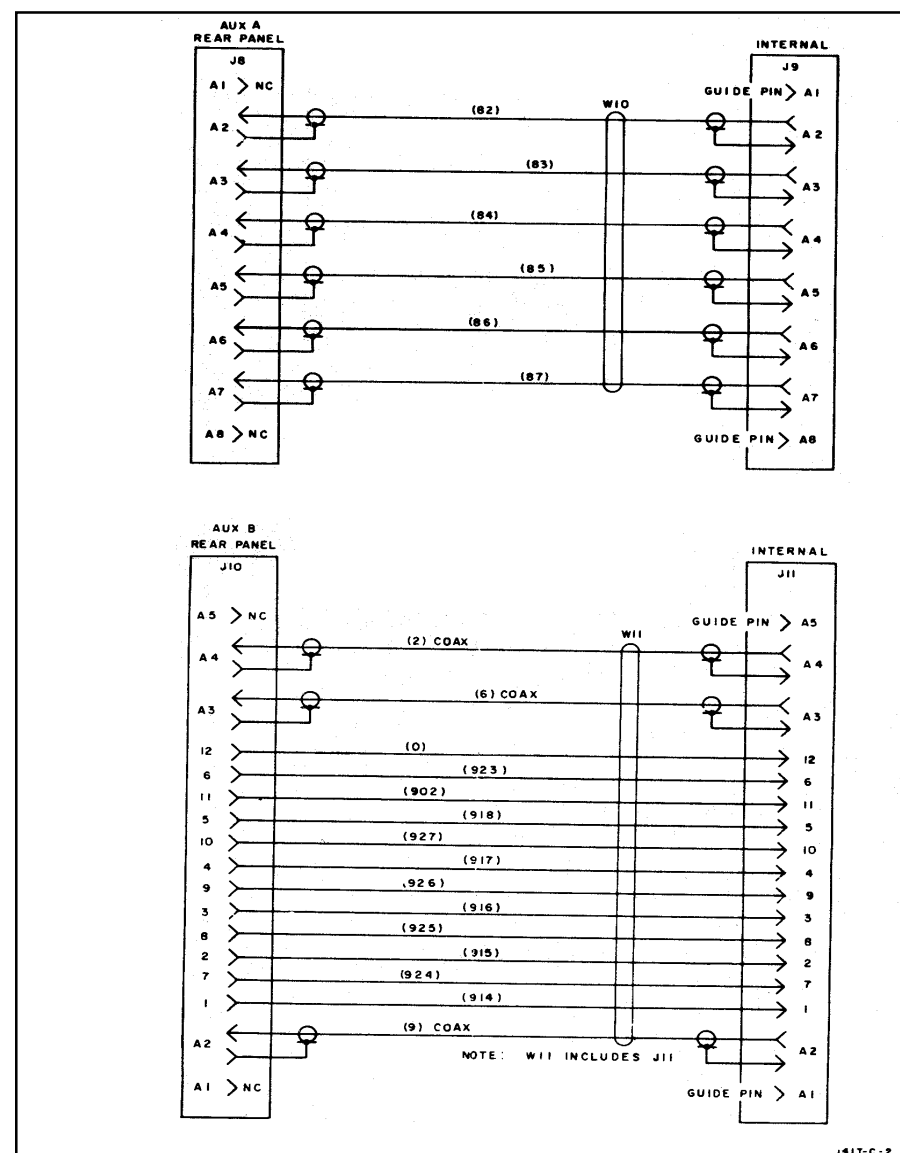 AUX A
REAR PANEL
INTERNAL
J8
J9
A1 NC
GUIDE PIN A1
A2 (82) W10 A2
A3 (83) A3
A4 (84) A4
A5 (85) A5
A6 (86) A6
A7 (87) A7
A8 NC
GUIDE PIN A8
AUX B
REAR PANEL
INTERNAL
J10
J11
A5 NC
GUIDE PIN A5
A4 (2) COAX W11 A4
A3 (6) COAX A3
12 (0) 12
6 (923) 6
11 (902) 11
5 (918) 5
10 (927) 10
4 (917) 4
9 (926) 9
3 (916) 3
8 (925) 8
2 (915) 2
7 (924) 7
1 (914) 1
A2 (9) COAX A2
NOTE: W11 INCLUDES J11
A1 NC
GUIDE PIN A1